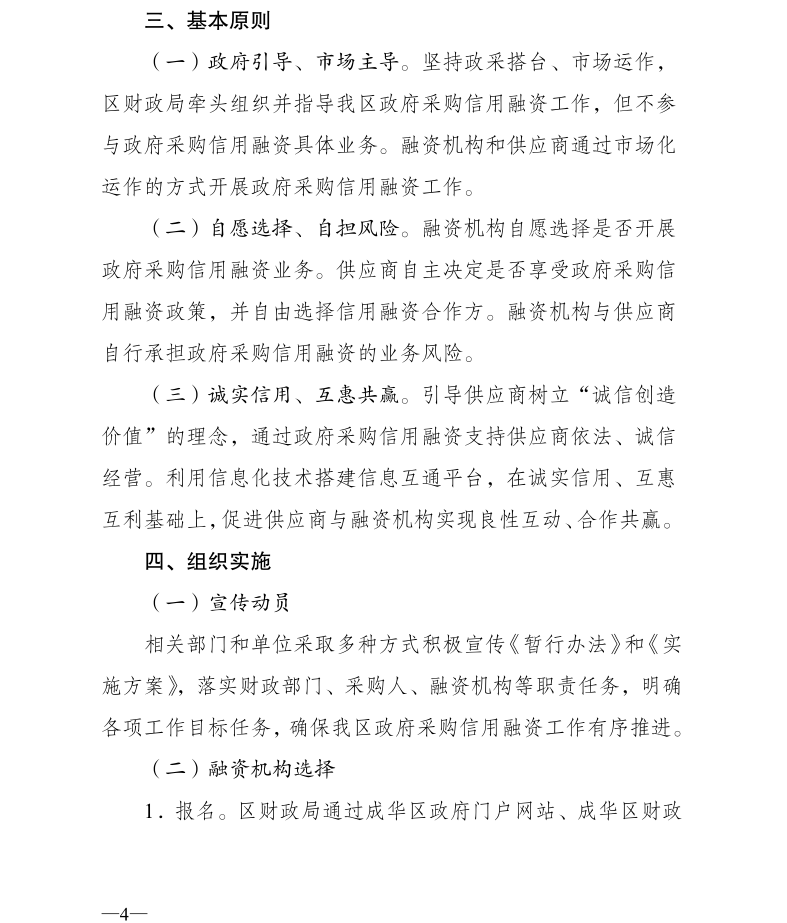 三、基本原则
（一）政府引导、市场主导。坚持政采搭台、市场运作，
区财政局牵头组织并指导我区政府采购信用融资工作，但不参
与政府采购信用融资具体业务。融资机构和供应商通过市场化
运作的方式开展政府采购信用融资工作。
（二）自愿选择、自担风险。融资机构自愿选择是否开展
政府采购信用融资业务。供应商自主决定是否享受政府采购信
用融资政策，并自由选择信用融资合作方。融资机构与供应商
自行承担政府采购信用融资的业务风险。
（三）诚实信用、互惠共赢。引导供应商树立“诚信创造
价值”的理念，通过政府采购信用融资支持供应商依法、诚信
经营。利用信息化技术搭建信息互通平台，在诚实信用、互惠
互利基础上，促进供应商与融资机构实现良性互动、合作共赢。
四、组织实施
（一）宣传动员
相关部门和单位采取多种方式积极宣传《暂行办法》和《实
施方案》，落实财政部门、采购人、融资机构等职责任务，明确
各项工作目标任务，确保我区政府采购信用融资工作有序推进。
（二）融资机构选择
1．报名。区财政局通过成华区政府门户网站、成华区财政
—4—